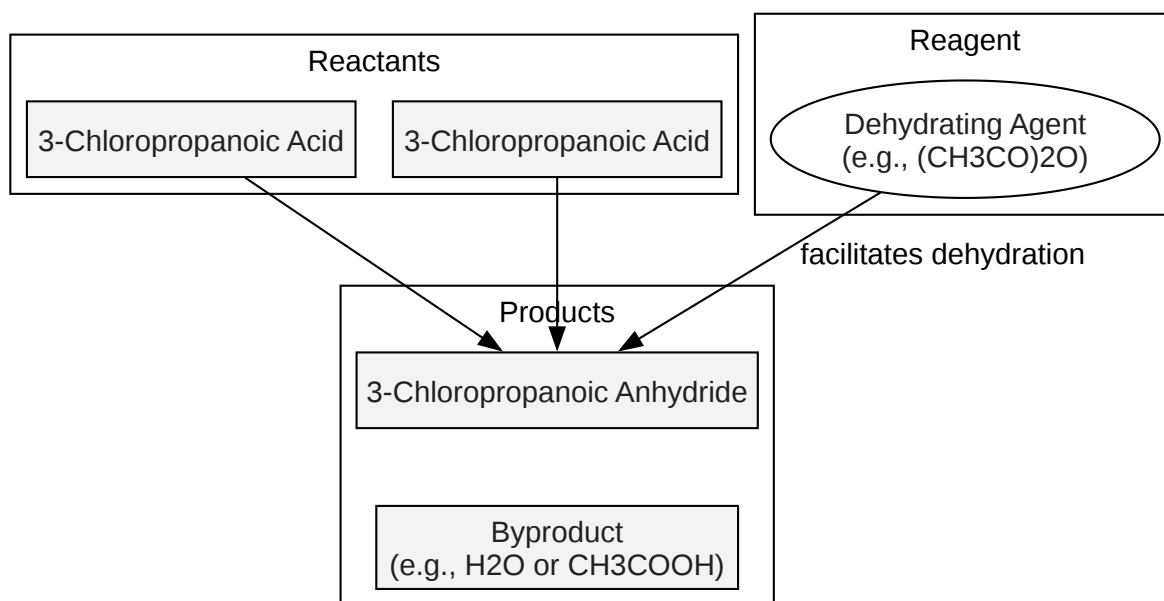 Reactants
Reagent
3-Chloropropanoic Acid
3-Chloropropanoic Acid
Dehydrating Agent
(e.g., (CH3CO)2O)
facilitates dehydration
Products
3-Chloropropanoic Anhydride
Byproduct
(e.g., H2O or CH3COOH)